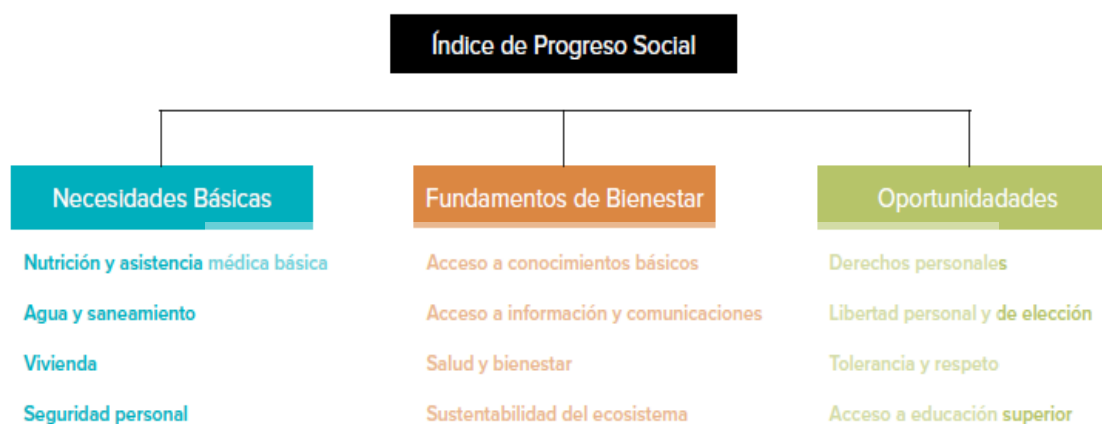 Índice de Progreso Social
Necesidades Básicas
Nutrición y asistencia médica básica
Agua y saneamiento
Vivienda
Seguridad personal
Fundamentos de Bienestar
Acceso a conocimientos básicos
Acceso a información y comunicaciones
Salud y bienestar
Sustentabilidad del ecosistema
Oportunidadades
Derechos personales
Libertad personal y de elección
Tolerancia y respeto
Acceso a educación superior